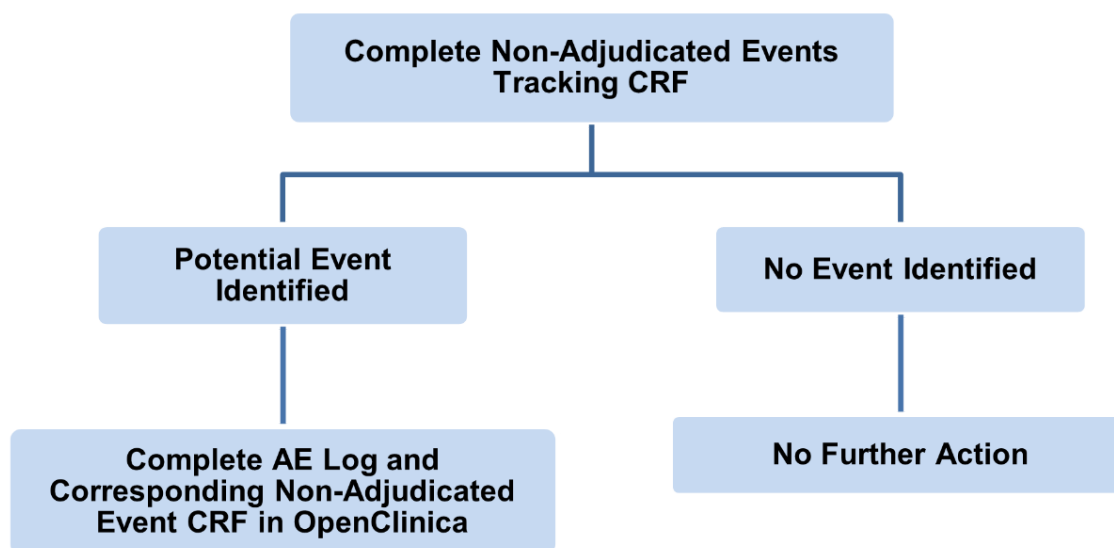 Complete Non-Adjudicated Events
Tracking CRF
Potential Event
Identified
No Event Identified
Complete AE Log and
Corresponding Non-Adjudicated
Event CRF in OpenClinica
No Further Action